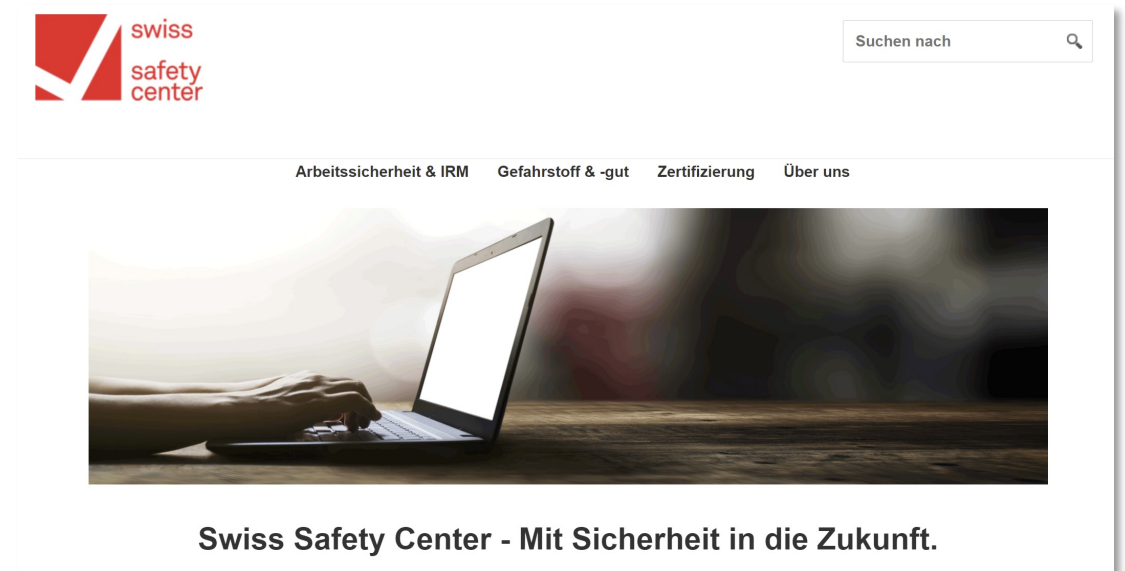 swiss
safety
center
Suchen nach
Arbeitssicherheit & IRM Gefahrstoff & -gut Zertifizierung Über uns
Swiss Safety Center - Mit Sicherheit in die Zukunft.